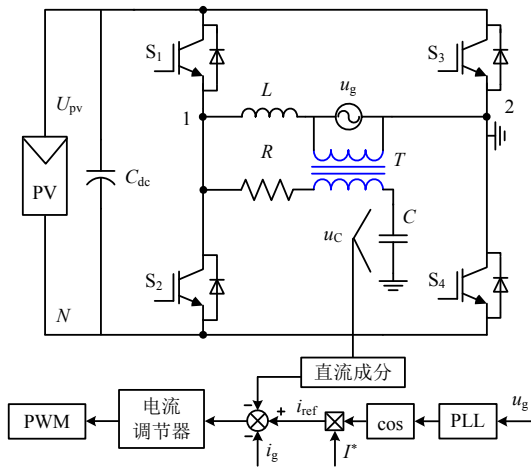 S1
S3
Upv
1
L
ug
2
PV
Cdc
R
T
uC
C
S2
S4
N
直流成分
PWM
电流
调节器
iref
cos
PLL
ug
ig
I*
−
−
+